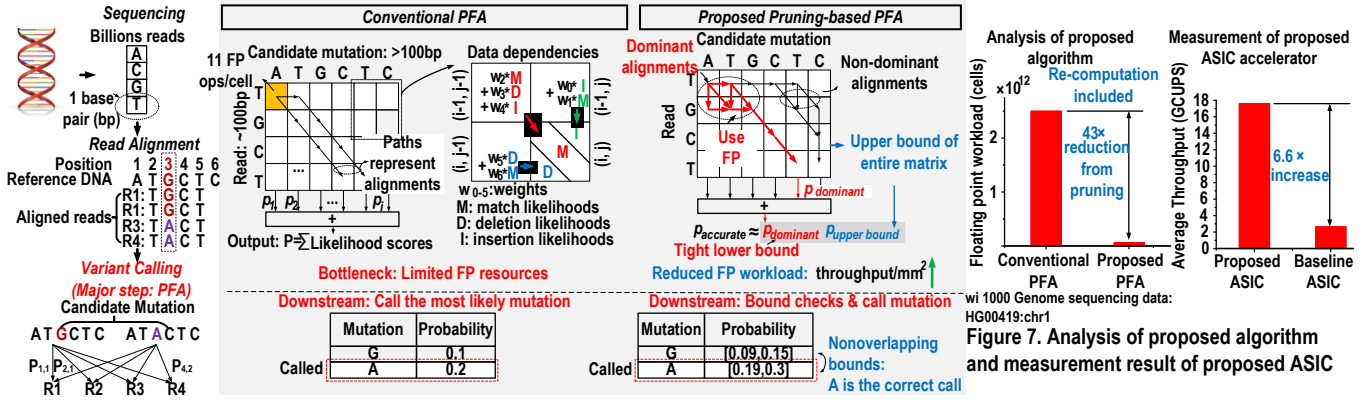 Sequencing
Billions reads
A
C
G
T
1 base
pair (bp)
Read Alignment
Position 1 2 3 4 5 6
Reference DNA A T G C T C
Aligned reads
R1: T G C T
R1: T G C T
R3: T A C T
R4: T A C T
Variant Calling
(Major step: PFA)
Candidate Mutation
A T G C T C A T A C T C
P1,1 P2,1 P4,2
R1 R2 R3 R4
Conventional PFA
11 FP
ops/cell
Candidate mutation: >100bp
A T G C T C
Read: ~100bp
T
G
C
T
...
Paths
represent
alignments
p1 p2 ... pi
+
Output: P=∑ Likelihood scores
Data dependencies
(i-1, j-1)
w2*M
+w3*D
+w4* I
w0* I
+w1*M
(i-1, j)
(i, j-1)
+w5*D
w6*M
M
I
D
(i, j)
w0-5:weights
M: match likelihoods
D: deletion likelihoods
I: insertion likelihoods
Bottleneck: Limited FP resources
Downstream: Call the most likely mutation
Mutation Probability
G 0.1
Called A 0.2
Proposed Pruning-based PFA
Dominant
alignments
Candidate mutation
A T G C T C
Read
T
G
C
T
Use
FP
Non-dominant
alignments
Upper bound of
entire matrix
p dominant
+
p accurate ≈ p dominant p upper bound
Tight lower bound
Reduced FP workload: throughput/mm2
Downstream: Bound checks & call mutation
Mutation Probability
G [0.09,0.15]
Called A [0.19,0.3]
Nonoverlapping
bounds:
A is the correct call
Analysis of proposed
algorithm
×10^12
Floating point workload (cells)
2
1
0
Re-computation
included
43×
reduction
from
pruning
Conventional
PFA
Proposed
PFA
Measurement of proposed
ASIC accelerator
Average Throughput (GCUPS)
18
15
12
9
6
3
0
6.6 ×
increase
Proposed
ASIC
Baseline
ASIC
wi 1000 Genome sequencing data:
HG00419:chr1
Figure 7. Analysis of proposed algorithm
and measurement result of proposed ASIC